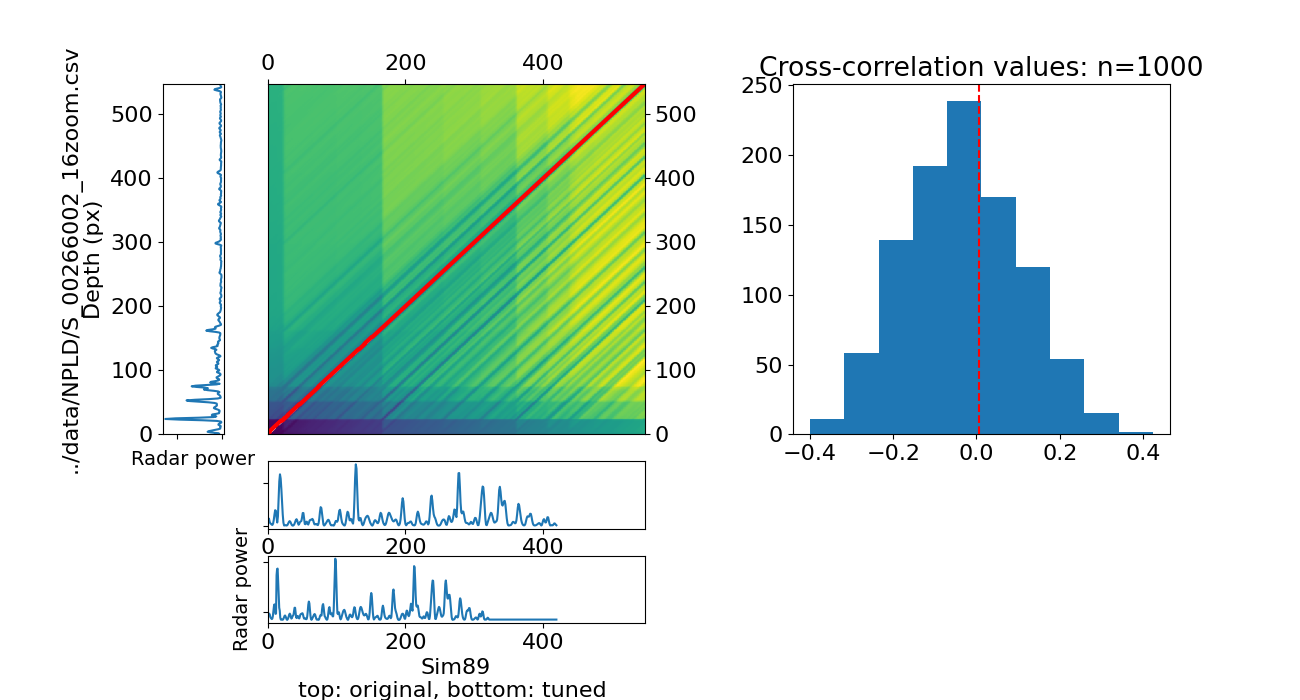 0 200 400
Cross-correlation values: n=1000
../data/NPLD/S_00266002_16zoom.csv
Depth (px)
500
400
300
200
100
0
500
400
300
200
100
0
250
200
150
100
50
0
−0.4 −0.2 0.0 0.2 0.4
Radar power
0 200 400
Radar power
0 200 400
Sim89
top: original, bottom: tuned